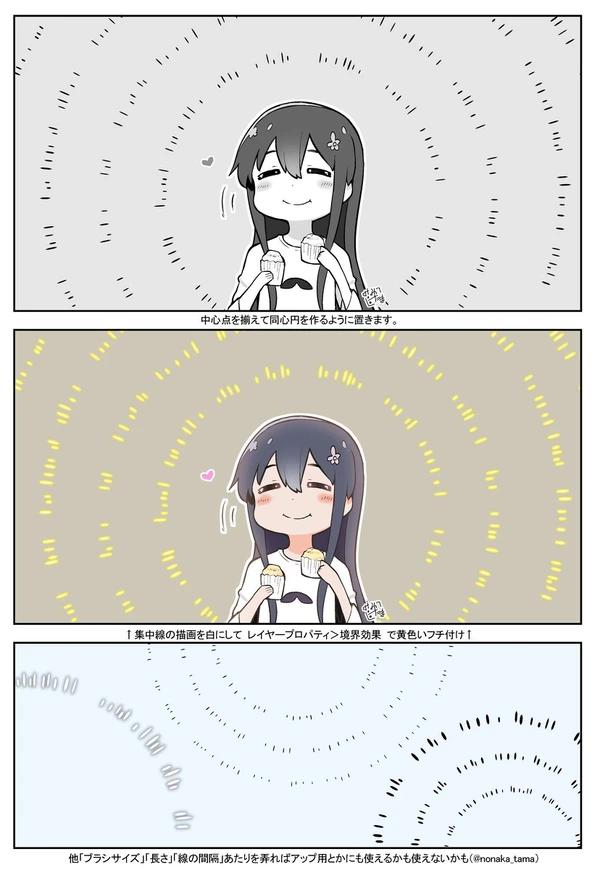 中心点を揃えて同心円を作るように置きます。
↑集中線の描画を白にして レイヤープロパティ＞境界効果 で黄色いフチ付け↑
他「ブラシサイズ」「長さ」「線の間隔」あたりを弄ればアップ用とかにも使えるかも使えないかも(@nonaka_tama)